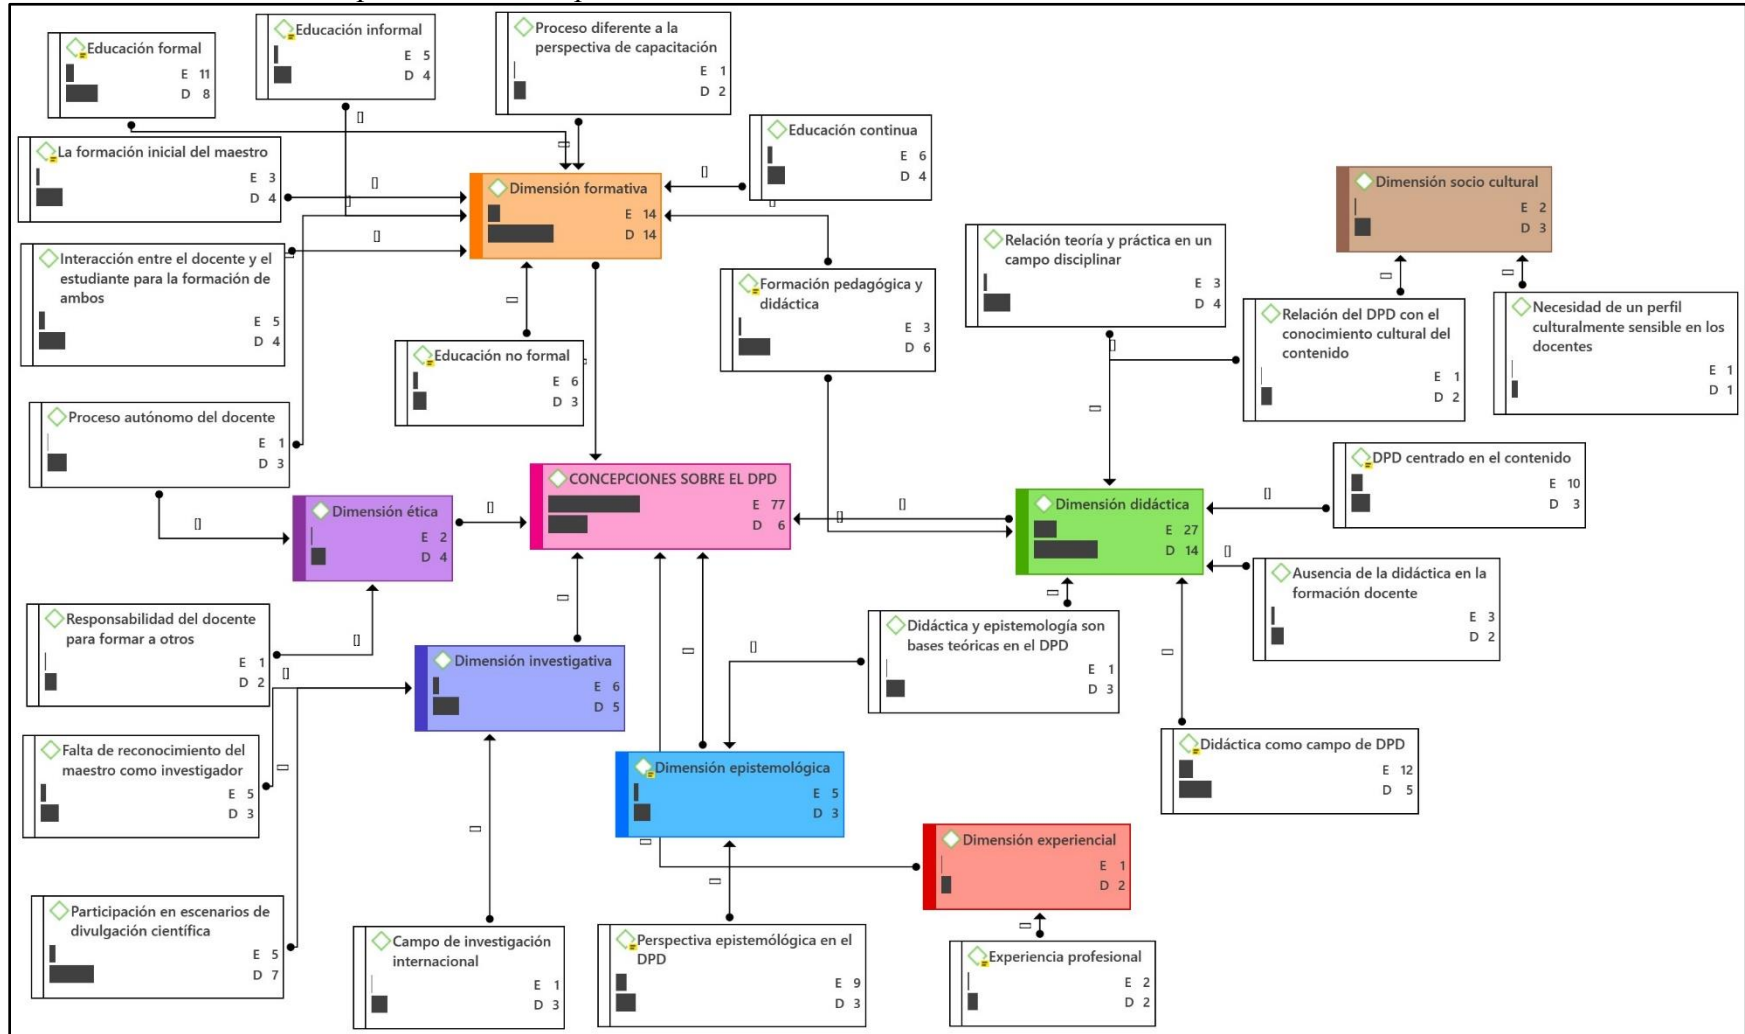 Educación formal
E 11
D 8
Educación informal
E 5
D 4
Proceso diferente a la
perspectiva de capacitación
E 1
D 2
Educación continua
E 6
D 4
La formación inicial del maestro
E 3
D 4
Dimensión formativa
E 14
D 14
Dimensión socio cultural
E 2
D 3
Interacción entre el docente y el
estudiante para la formación de
ambos
E 5
D 4
Relación teoría y práctica en un
campo disciplinar
E 3
D 4
Formación pedagógica y
didáctica
E 3
D 6
Relación del DPD con el
conocimiento cultural del
contenido
E 1
D 2
Necesidad de un perfil
culturalmente sensible en los
docentes
E 1
D 1
Educación no formal
E 6
D 3
Proceso autónomo del docente
E 1
D 3
CONCEPCIONES SOBRE EL DPD
E 77
D 6
DPD centrado en el contenido
E 10
D 3
Dimensión ética
E 2
D 4
Dimensión didáctica
E 27
D 14
Ausencia de la didáctica en la
formación docente
E 3
D 2
Responsabilidad del docente
para formar a otros
E 1
D 2
Dimensión investigativa
E 6
D 5
Didáctica y epistemología son
bases teóricas en el DPD
E 1
D 3
Falta de reconocimiento del
maestro como investigador
E 5
D 3
Dimensión epistemológica
E 5
D 3
Didáctica como campo de DPD
E 12
D 5
Dimensión experiencial
E 1
D 2
Participación en escenarios de
divulgación científica
E 5
D 7
Campo de investigación
internacional
E 1
D 3
Perspectiva epistemólógica en el
DPD
E 9
D 3
Experiencia profesional
E 2
D 2